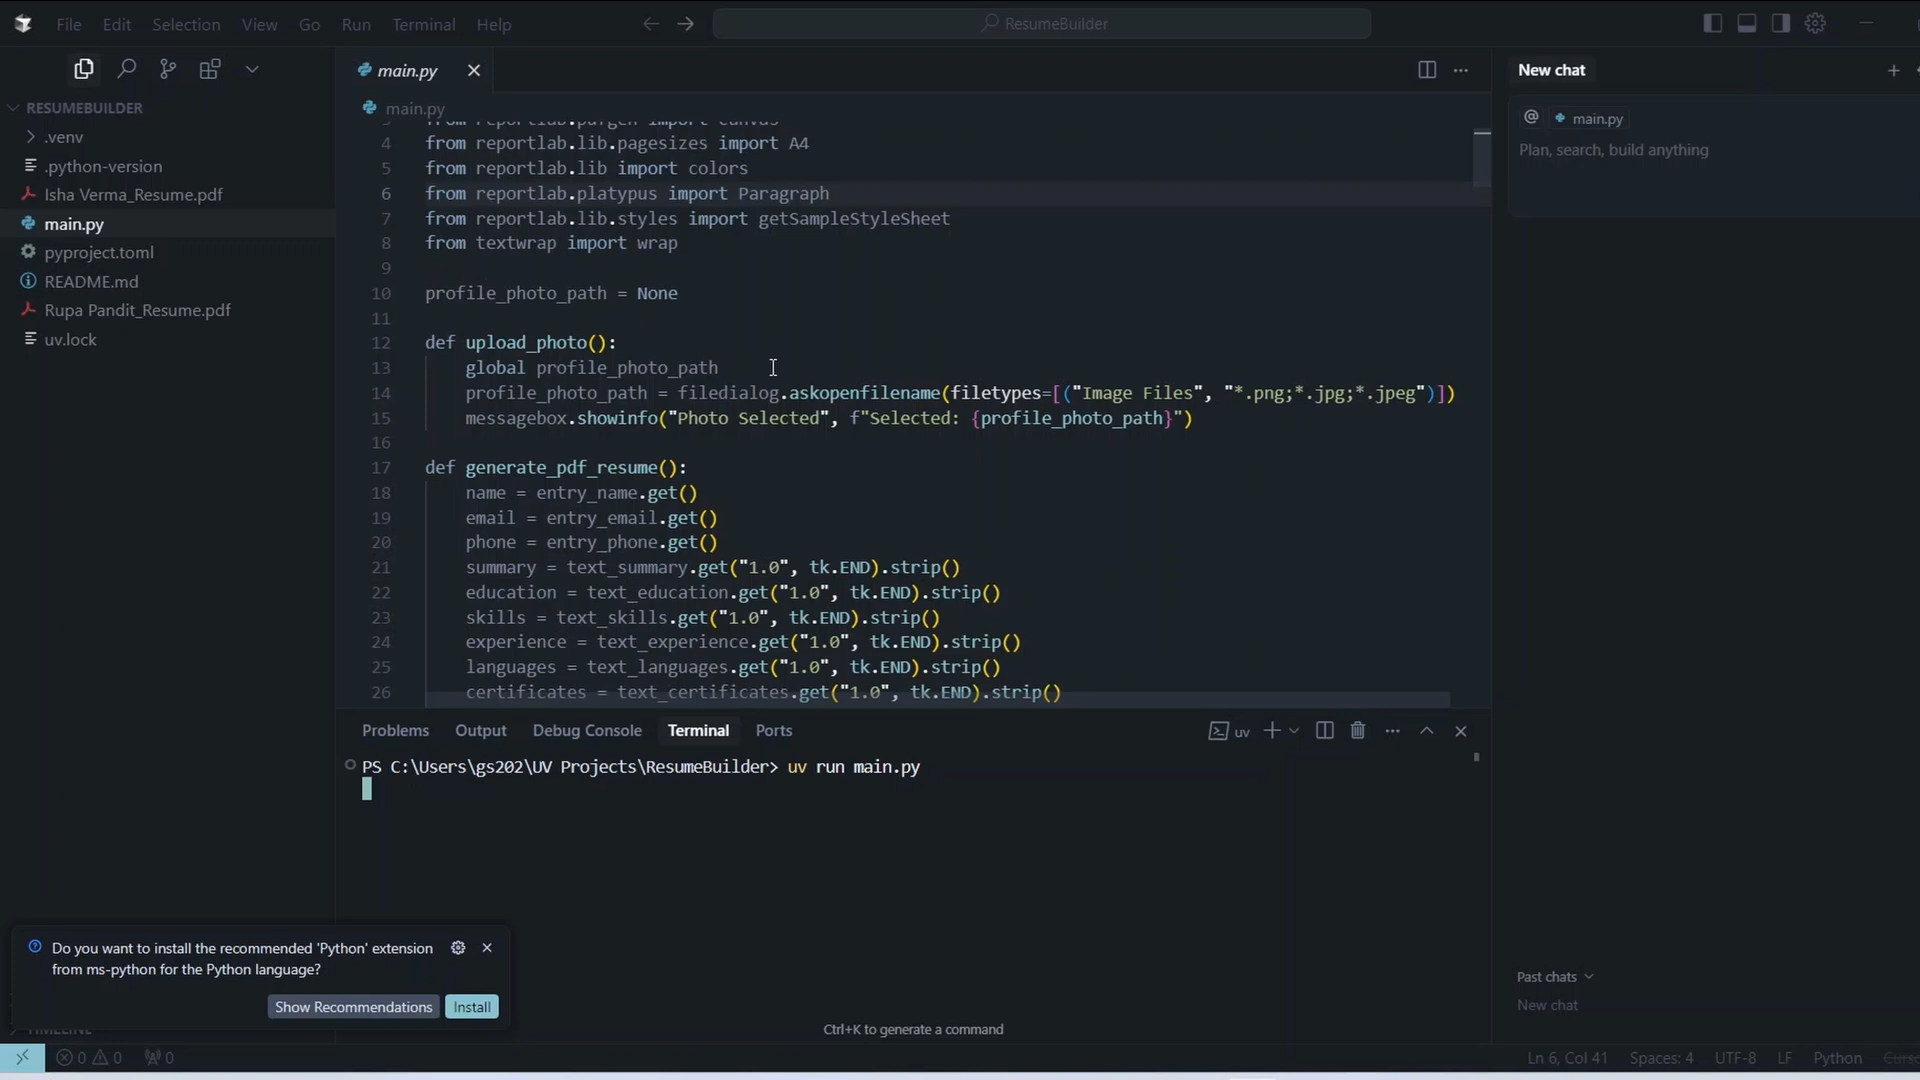 File Edit Selection View Go Run Terminal Help
ResumeBuilder
RESUMEBUILDER
.venv
.python-version
Isha Verma_Resume.pdf
main.py
pyproject.toml
README.md
Rupa Pandit_Resume.pdf
uv.lock
main.py
main.py
4 from reportlab.lib.pagesizes import A4
5 from reportlab.lib import colors
6 from reportlab.platypus import Paragraph
7 from reportlab.lib.styles import getSampleStyleSheet
8 from textwrap import wrap
9
10 profile_photo_path = None
11
12 def upload_photo():
13 global profile_photo_path
14 profile_photo_path = filedialog.askopenfilename(filetypes=[("Image Files", "*.png;*.jpg;*.jpeg")])
15 messagebox.showinfo("Photo Selected", f"Selected: {profile_photo_path}")
16
17 def generate_pdf_resume():
18 name = entry_name.get()
19 email = entry_email.get()
20 phone = entry_phone.get()
21 summary = text_summary.get("1.0", tk.END).strip()
22 education = text_education.get("1.0", tk.END).strip()
23 skills = text_skills.get("1.0", tk.END).strip()
24 experience = text_experience.get("1.0", tk.END).strip()
25 languages = text_languages.get("1.0", tk.END).strip()
26 certificates = text_certificates.get("1.0", tk.END).strip()
Problems Output Debug Console Terminal Ports
uv
PS C:\Users\gs202\UV Projects\ResumeBuilder> uv run main.py
Ctrl+K to generate a command
New chat
@ main.py
Plan, search, build anything
Past chats
New chat
Do you want to install the recommended 'Python' extension
from ms-python for the Python language?
Show Recommendations Install
TIMELINE
0 0 0
Ln 6, Col 41 Spaces: 4 UTF-8 LF Python